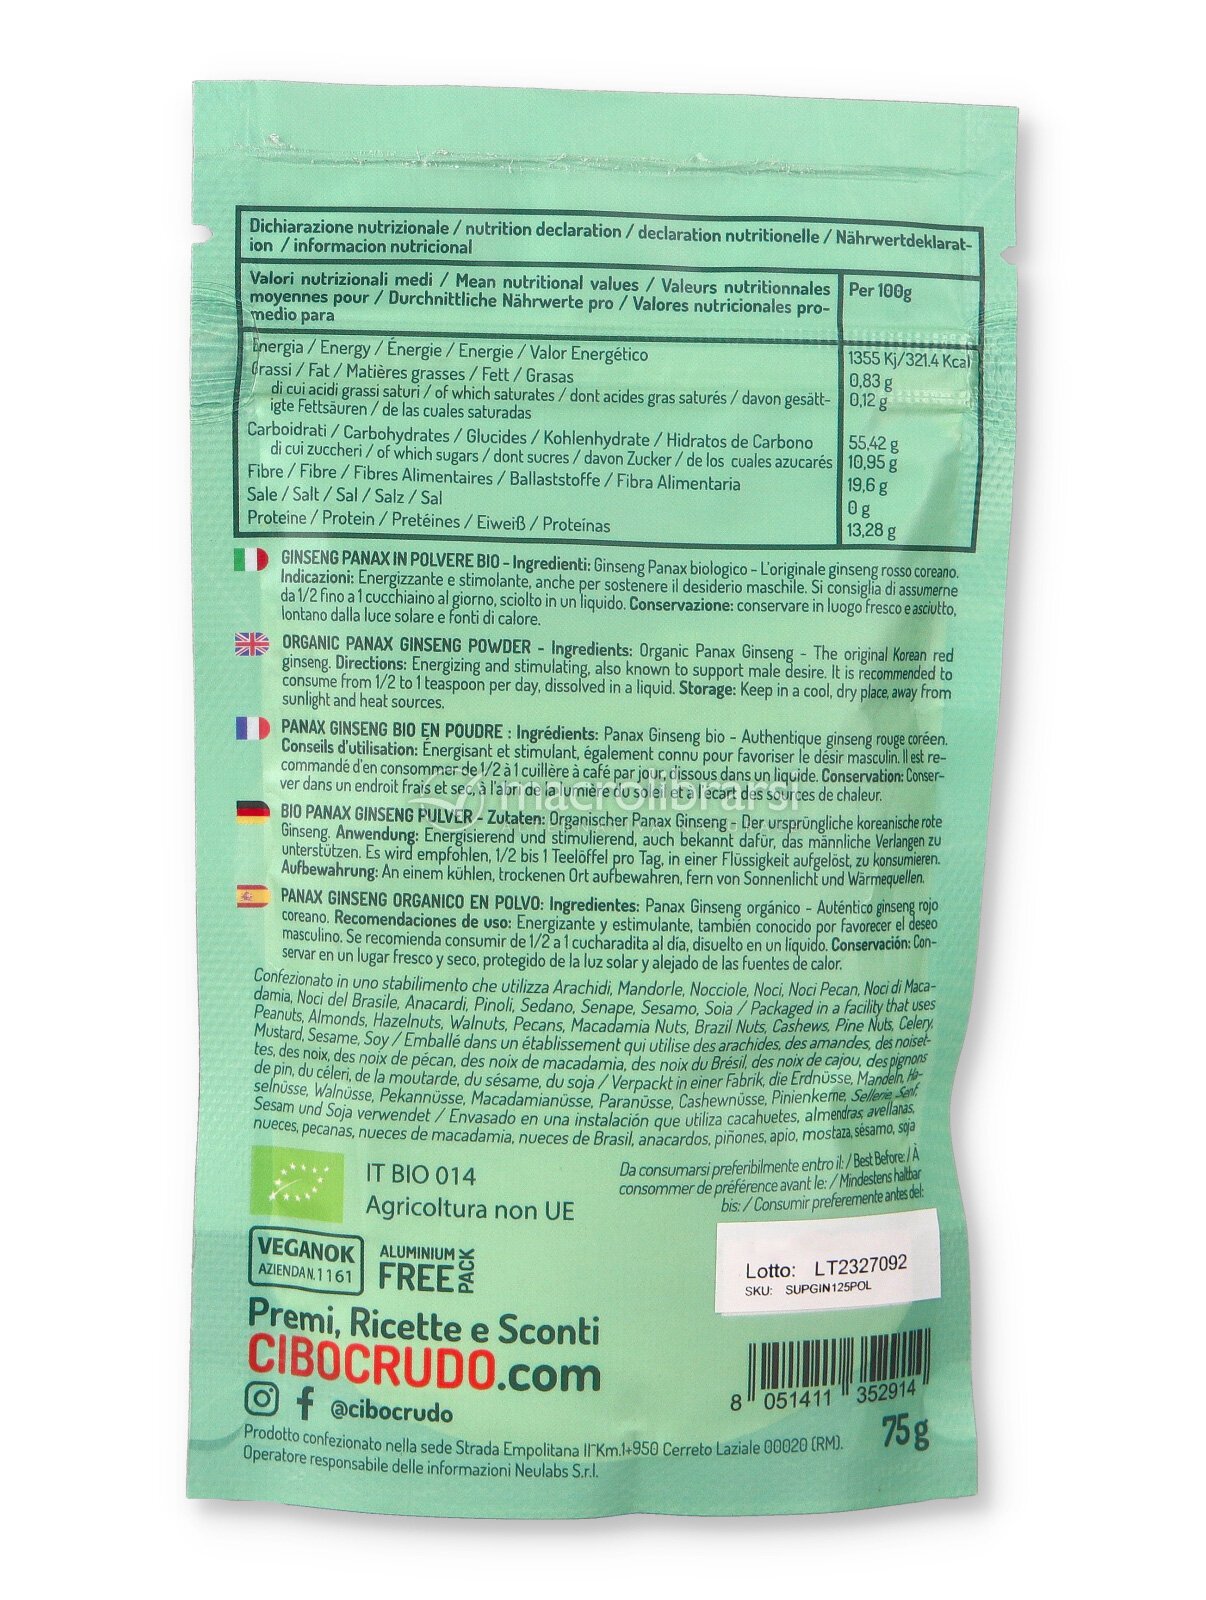 Dichiarazione nutrizionale / nutrition declaration / declaration nutritionelle / Nährwertdeklarat-
ion / informacion nutricional
Valori nutrizionali medi / Mean nutritional values / Valeurs nutritionnales
moyennes pour / Durchnittliche Nährwerte pro / Valores nutricionales pro-
medio para
Per 100g
Energia / Energy / Énergie / Energie / Valor Energético 1355 Kj/321.4 Kcal
Grassi / Fat / Matières grasses / Fett / Grasas 0,83 g
di cui acidi grassi saturi / of which saturates / dont acides gras saturés / davon gesätt- 0,12 g
igte Fettsäuren / de las cuales saturadas
Carboidrati / Carbohydrates / Glucides / Kohlenhydrate / Hidratos de Carbono 55,42 g
di cui zuccheri / of which sugars / dont sucres / davon Zucker / de los cuales azucarés 10,95 g
Fibre / Fibre / Fibres Alimentaires / Ballaststoffe / Fibra Alimentaria 19,6 g
Sale / Salt / Sal / Salz / Sal 0 g
Proteine / Protein / Pretéines / Eiweiß / Proteínas 13,28 g
GINSENG PANAX IN POLVERE BIO - Ingredienti: Ginseng Panax biologico - L'originale ginseng rosso coreano.
Indicazioni: Energizzante e stimolante, anche per sostenere il desiderio maschile. Si consiglia di assumerne
da 1/2 fino a 1 cucchiaino al giorno, sciolto in un liquido. Conservazione: conservare in luogo fresco e asciutto,
lontano dalla luce solare e fonti di calore.
ORGANIC PANAX GINSENG POWDER - Ingredients: Organic Panax Ginseng - The original Korean red
ginseng. Directions: Energizing and stimulating, also known to support male desire. It is recommended to
consume from 1/2 to 1 teaspoon per day, dissolved in a liquid. Storage: Keep in a cool, dry place, away from
sunlight and heat sources.
PANAX GINSENG BIO EN POUDRE : Ingrédients: Panax Ginseng bio - Authentique ginseng rouge coréen.
Conseils d'utilisation: Énergisant et stimulant, également connu pour favoriser le désir masculin. Il est re-
commandé d'en consommer de 1/2 à 1 cuillère à café par jour, dissous dans un liquide. Conservation: Conser-
ver dans un endroit frais et sec, à l'abri de la lumière du soleil et à l'écart des sources de chaleur.
macrolibrarsi
BIO PANAX GINSENG PULVER - Zutaten: Organischer Panax Ginseng - Der ursprüngliche koreanische rote
Ginseng. Anwendung: Energisierend und stimulierend, auch bekannt dafür, das männliche Verlangen zu
unterstützen. Es wird empfohlen, 1/2 bis 1 Teelöffel pro Tag, in einer Flüssigkeit aufgelöst, zu konsumieren.
Aufbewahrung: An einem kühlen, trockenen Ort aufbewahren, fern von Sonnenlicht und Wärmequellen.
PANAX GINSENG ORGANICO EN POLVO: Ingredientes: Panax Ginseng orgánico - Auténtico ginseng rojo
coreano. Recomendaciones de uso: Energizante y estimulante, también conocido por favorecer el deseo
masculino. Se recomienda consumir de 1/2 a 1 cucharadita al día, disuelto en un líquido. Conservación: Con-
servar en un lugar fresco y seco, protegido de la luz solar y alejado de las fuentes de calor.
Confezionato in uno stabilimento che utilizza Arachidi, Mandorle, Nocciole, Noci, Noci Pecan, Noci di Maca-
damia, Noci del Brasile, Anacardi, Pinoli, Sedano, Senape, Sesamo, Soia / Packaged in a facility that uses
Peanuts, Almonds, Hazelnuts, Walnuts, Pecans, Macadamia Nuts, Brazil Nuts, Cashews, Pine Nuts, Celery,
Mustard, Sesame, Soy / Emballé dans un établissement qui utilise des arachides, des amandes, des noiset-
tes, des noix, des noix de pécan, des noix de macadamia, des noix du Brésil, des noix de cajou, des pignons
de pin, du céleri, de la moutarde, du sésame, du soja / Verpackt in einer Fabrik, die Erdnüsse, Mandeln, Ha-
selnüsse, Walnüsse, Pekannüsse, Macadamianüsse, Paranüsse, Cashewnüsse, Pinienkerne, Sellerie, Senf,
Sesam und Soja verwendet / Envasado en una instalación que utiliza cacahuetes, almendras, avellanas,
nueces, pecanas, nueces de macadamia, nueces de Brasil, anacardos, piñones, apio, mostaza, sésamo, soja
IT BIO 014
Agricoltura non UE
Da consumarsi preferibilmente entro il: / Best Before: / À
consommer de préférence avant le: / Mindestens haltbar
bis: / Consumir preferemente antes del:
VEGANOK
AZIENDA N.1161
ALUMINIUM
FREE
PACK
Lotto: LT2327092
SKU: SUPGIN125POL
Premi, Ricette e Sconti
CIBOCRUDO.com
@cibocrudo
8 051411 352914
75g
Prodotto confezionato nella sede Strada Empolitana II^Km.1+950 Cerreto Laziale 00020 (RM).
Operatore responsabile delle informazioni Neulabs S.r.l.